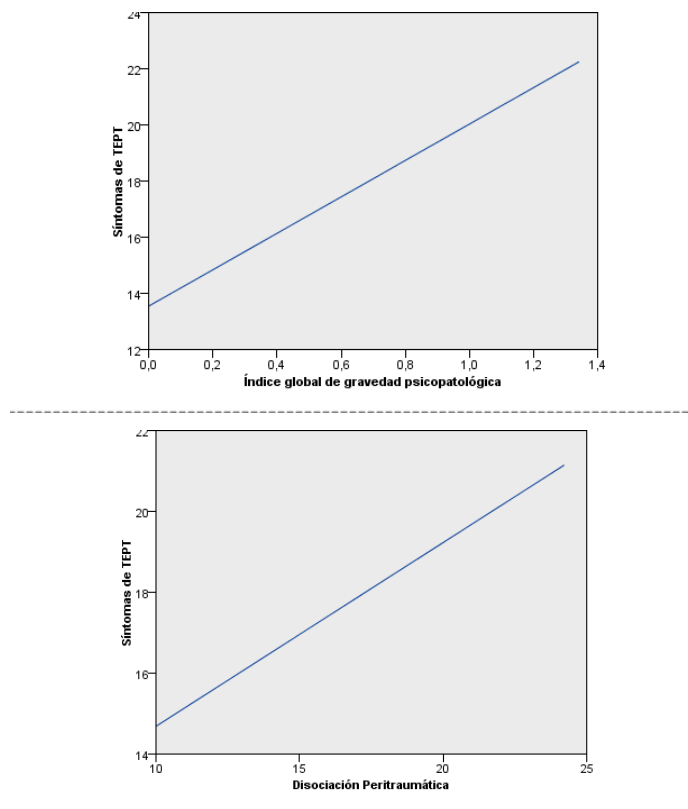 24
22
20
18
16
14
12
Síntomas de TEPT
0,0 0,2 0,4 0,6 0,8 1,0 1,2 1,4
Índice global de gravedad psicopatológica
22
20
18
16
14
Síntomas de TEPT
10 15 20 25
Disociación Peritraumática